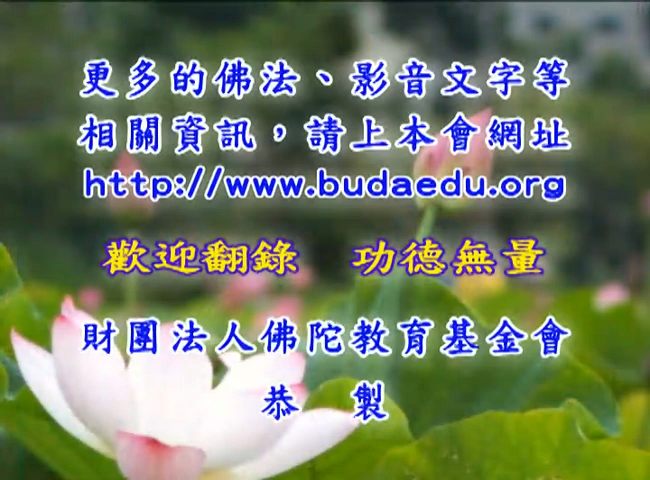 更多的佛法、影音文字等
相關資訊，請上本會網址
http://www.budaedu.org
歡迎翻錄　功德無量
財團法人佛陀教育基金會
恭　製